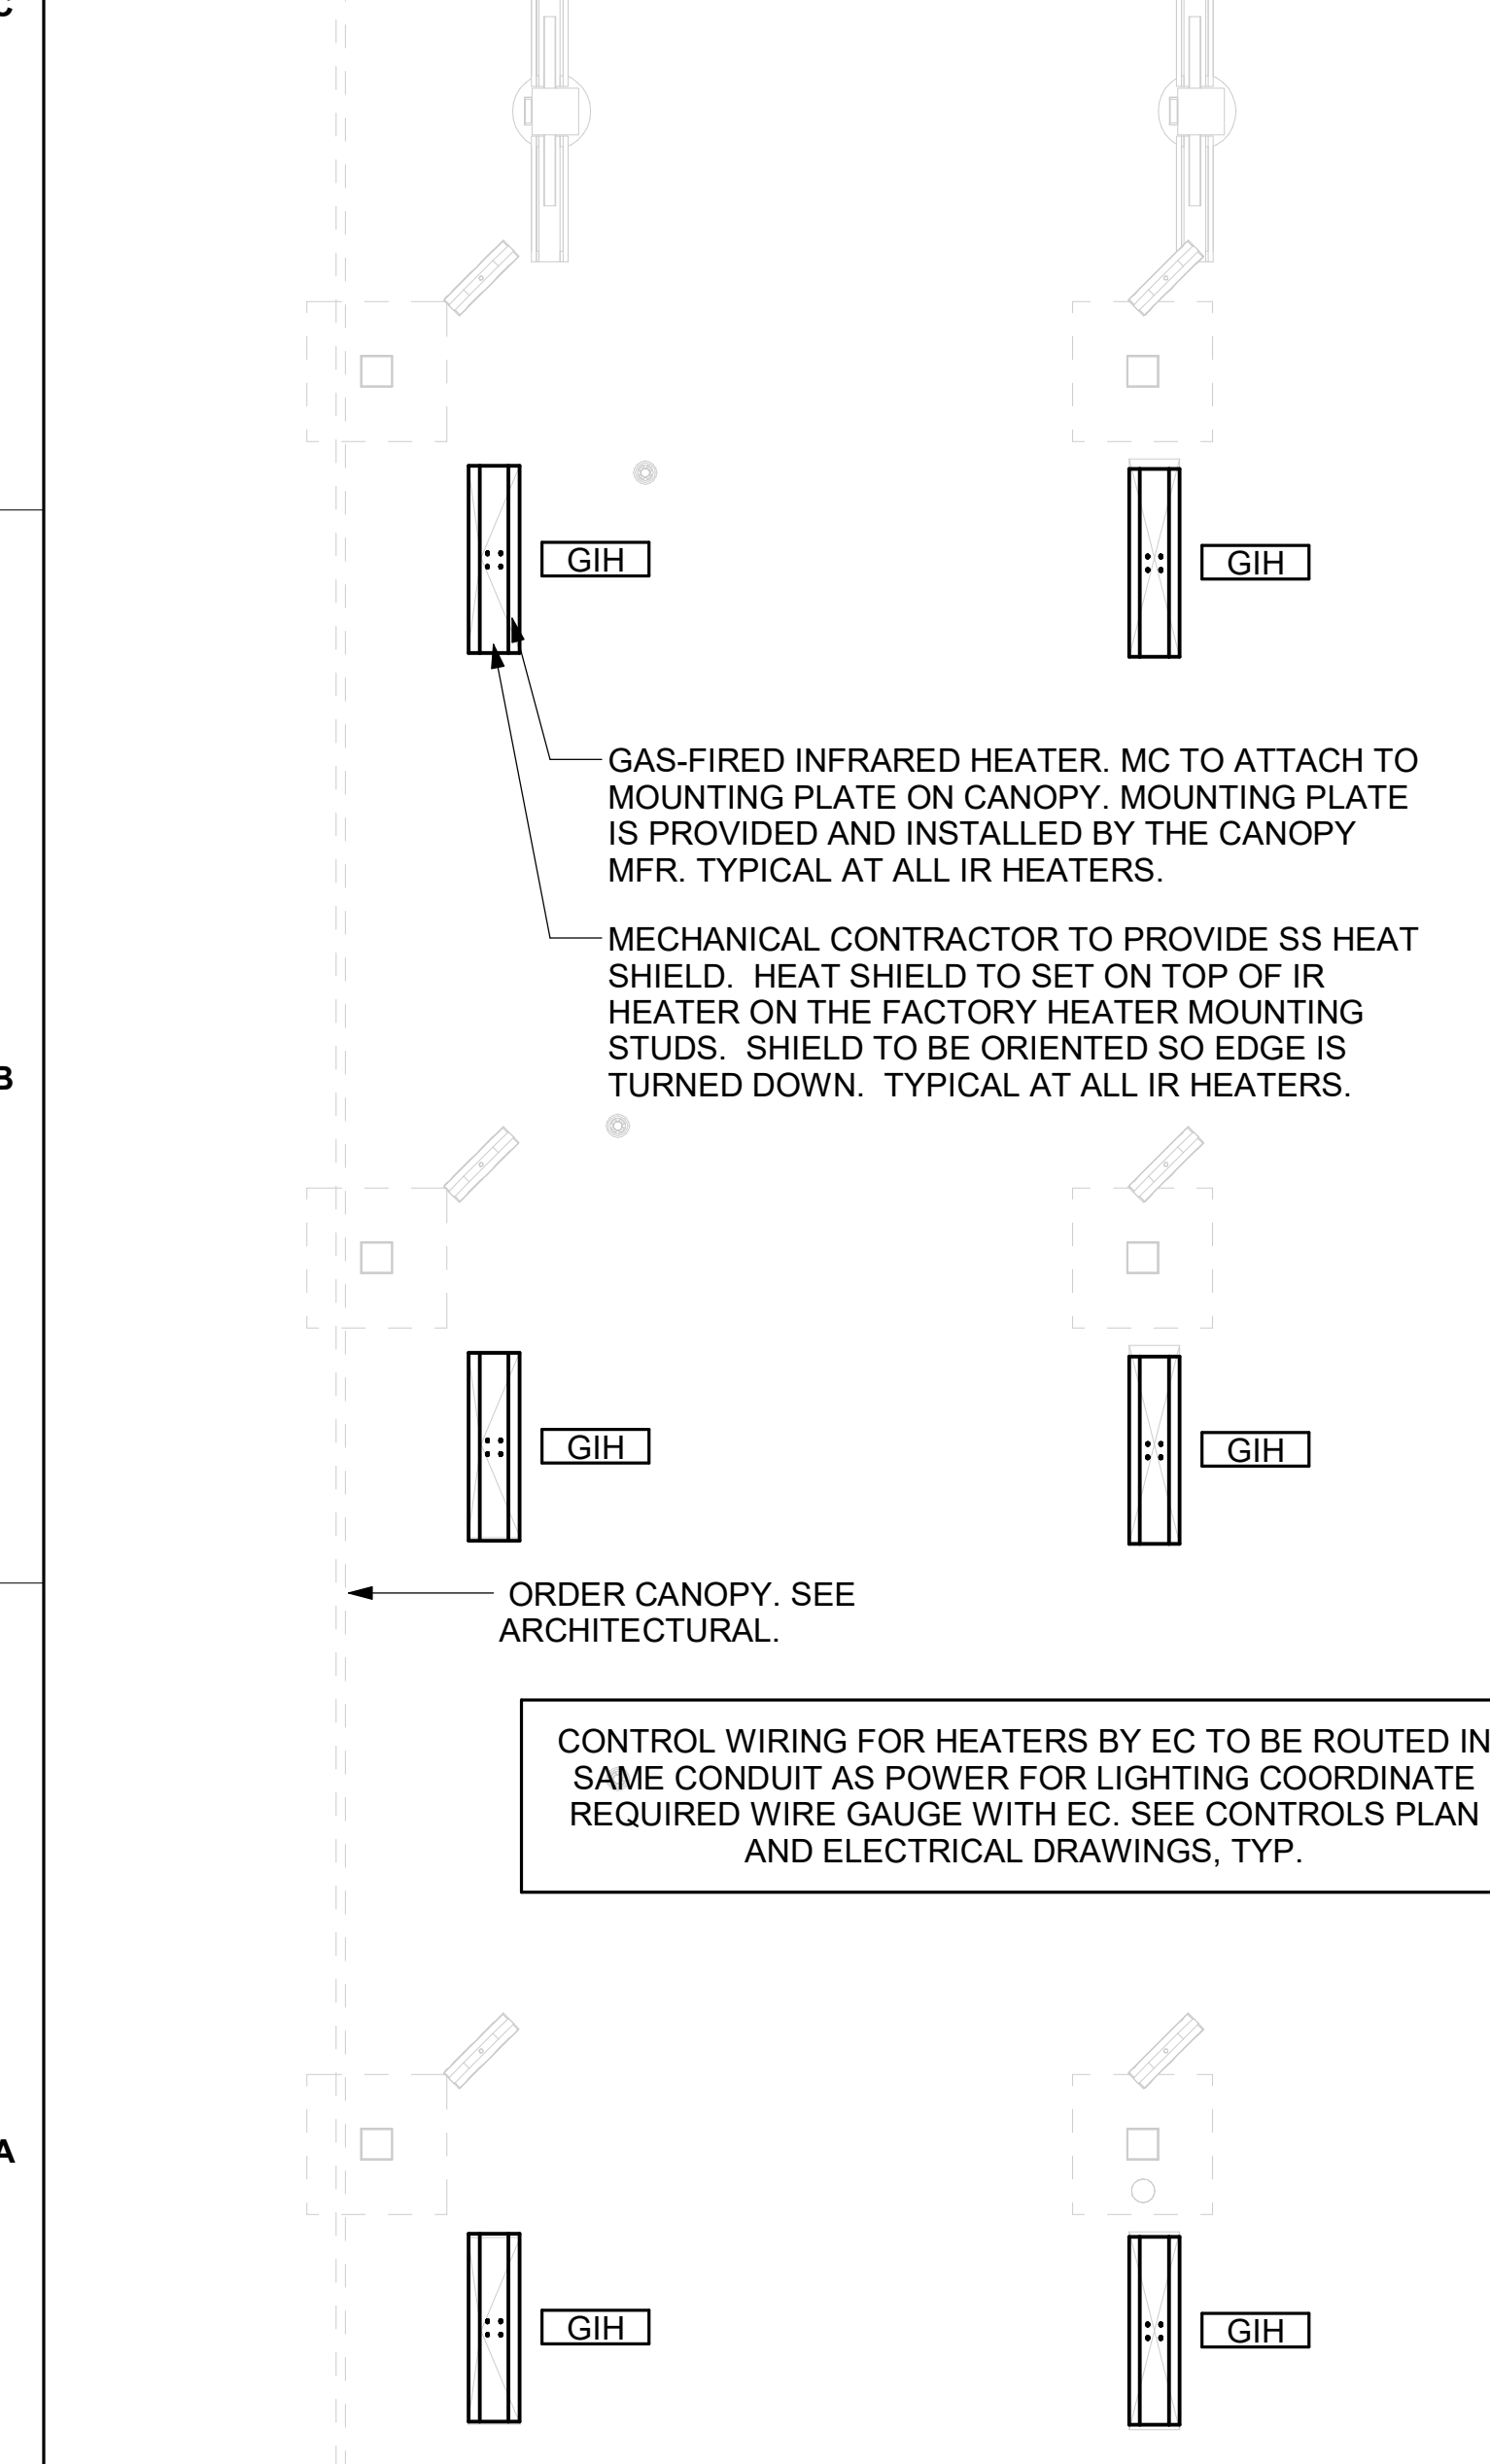 C
GIH
GIH
GAS-FIRED INFRARED HEATER. MC TO ATTACH TO
MOUNTING PLATE ON CANOPY. MOUNTING PLATE
IS PROVIDED AND INSTALLED BY THE CANOPY
MFR. TYPICAL AT ALL IR HEATERS.
MECHANICAL CONTRACTOR TO PROVIDE SS HEAT
SHIELD.  HEAT SHIELD TO SET ON TOP OF IR
HEATER ON THE FACTORY HEATER MOUNTING
STUDS.  SHIELD TO BE ORIENTED SO EDGE IS
TURNED DOWN.  TYPICAL AT ALL IR HEATERS.
B
GIH
GIH
ORDER CANOPY. SEE
ARCHITECTURAL.
CONTROL WIRING FOR HEATERS BY EC TO BE ROUTED IN
SAME CONDUIT AS POWER FOR LIGHTING COORDINATE
REQUIRED WIRE GAUGE WITH EC. SEE CONTROLS PLAN
AND ELECTRICAL DRAWINGS, TYP.
A
GIH
GIH